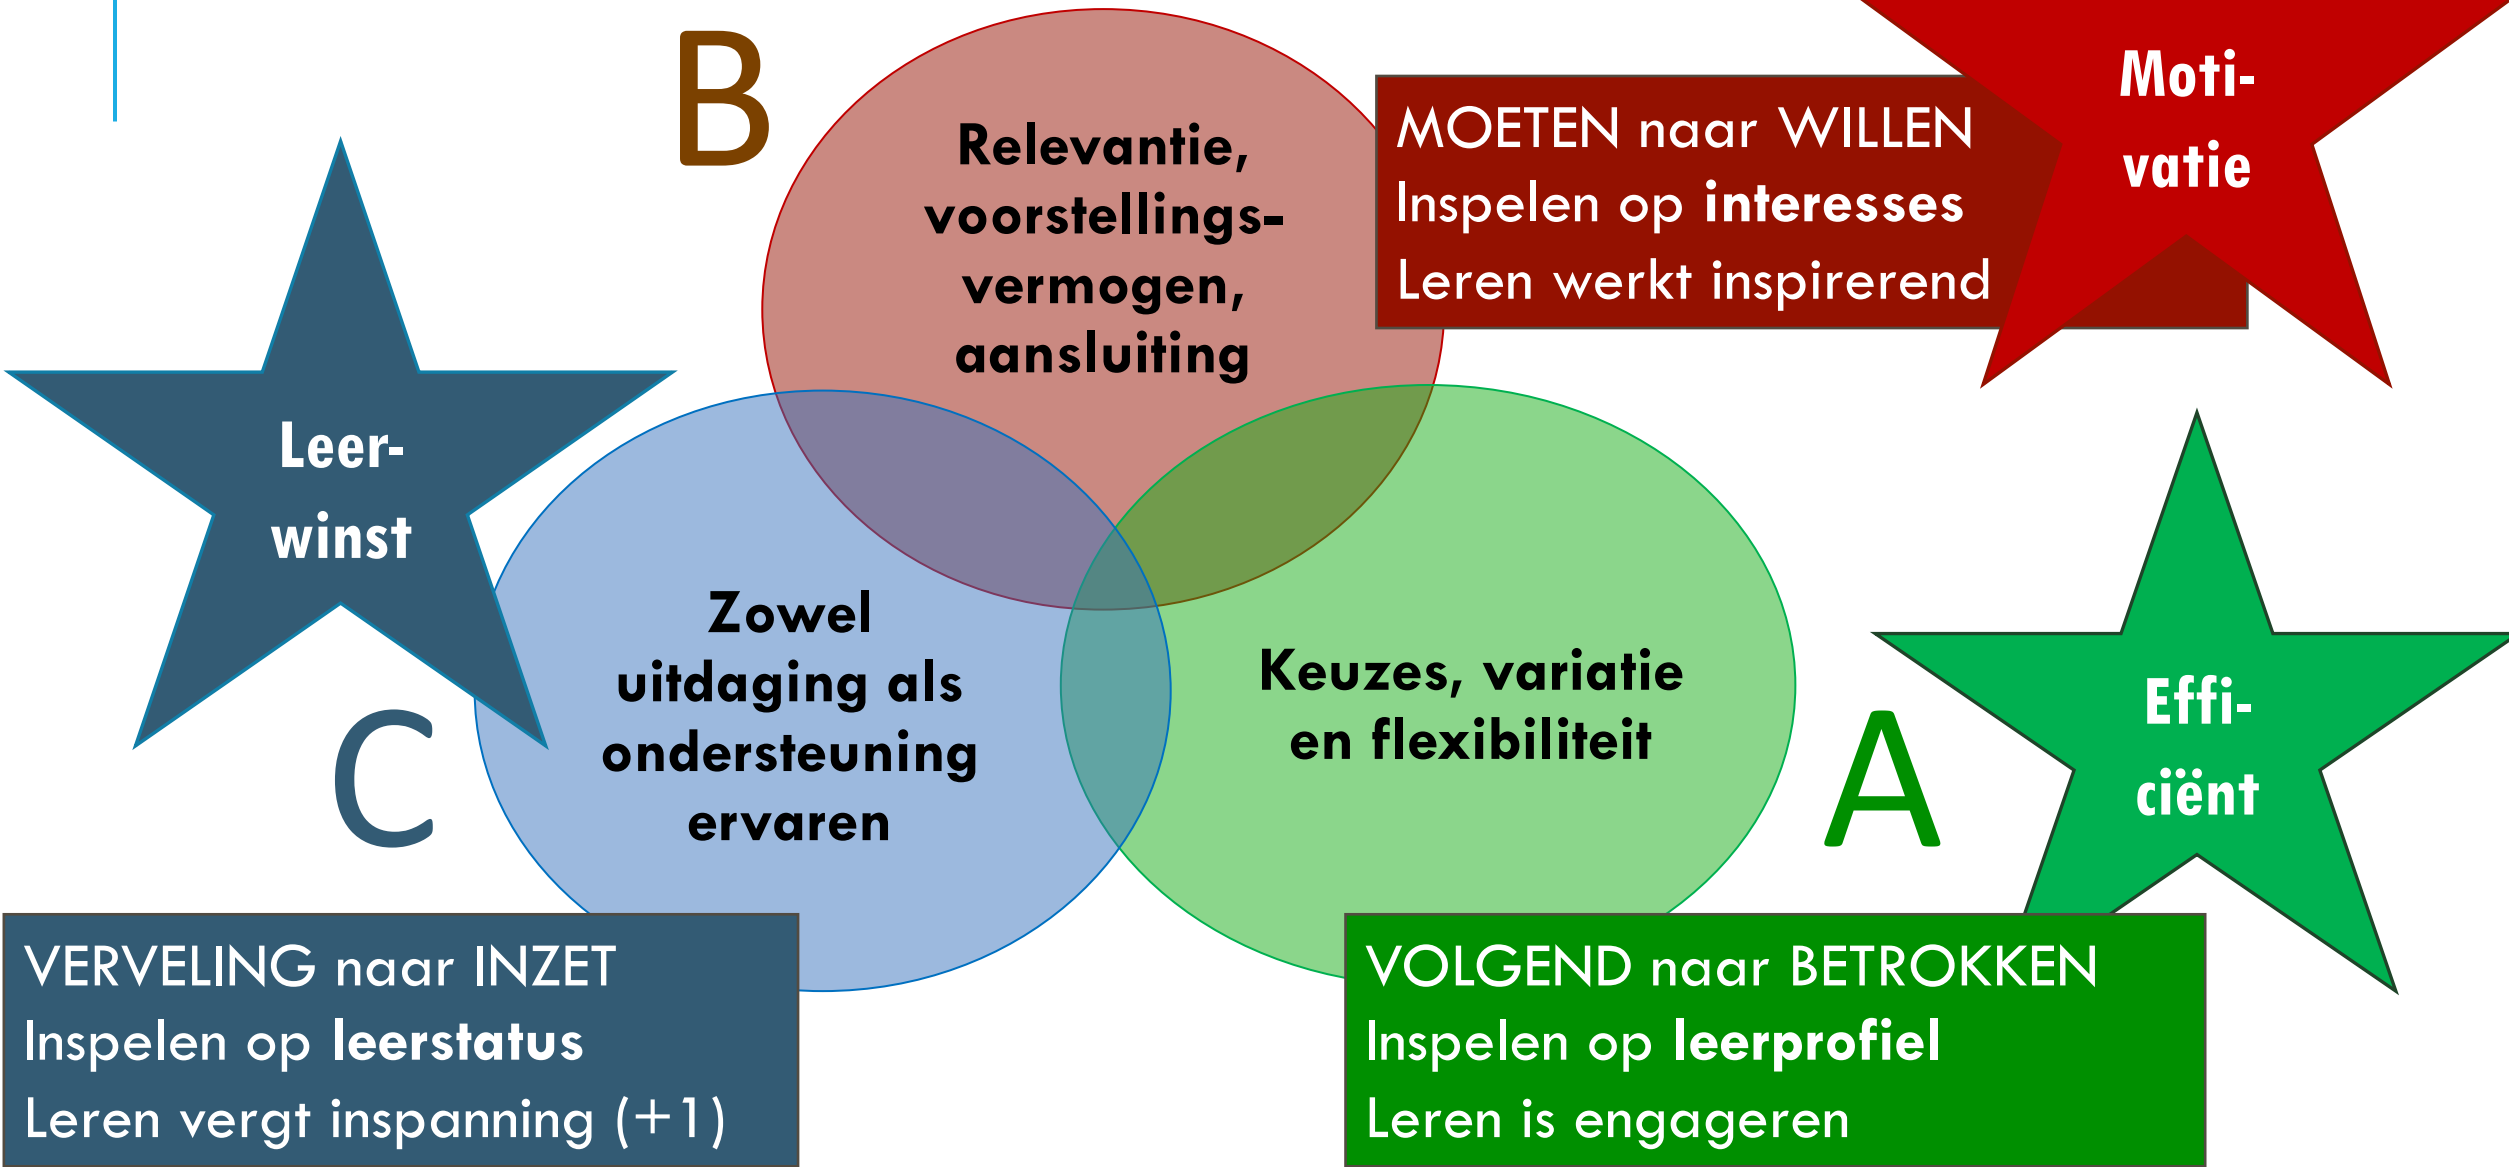 B
Relevantie,
voorstellings-
vermogen,
aansluiting
MOETEN naar WILLEN
Inspelen op interesses
Leren werkt inspirerend
Moti-
vatie
Leer-
winst
C
Zowel
uitdaging als
ondersteuning
ervaren
Keuzes, variatie
en flexibiliteit
A
Effi-
ciënt
VERVELING naar INZET
Inspelen op leerstatus
Leren vergt inspanning (+1)
VOLGEND naar BETROKKEN
Inspelen op leerprofiel
Leren is engageren